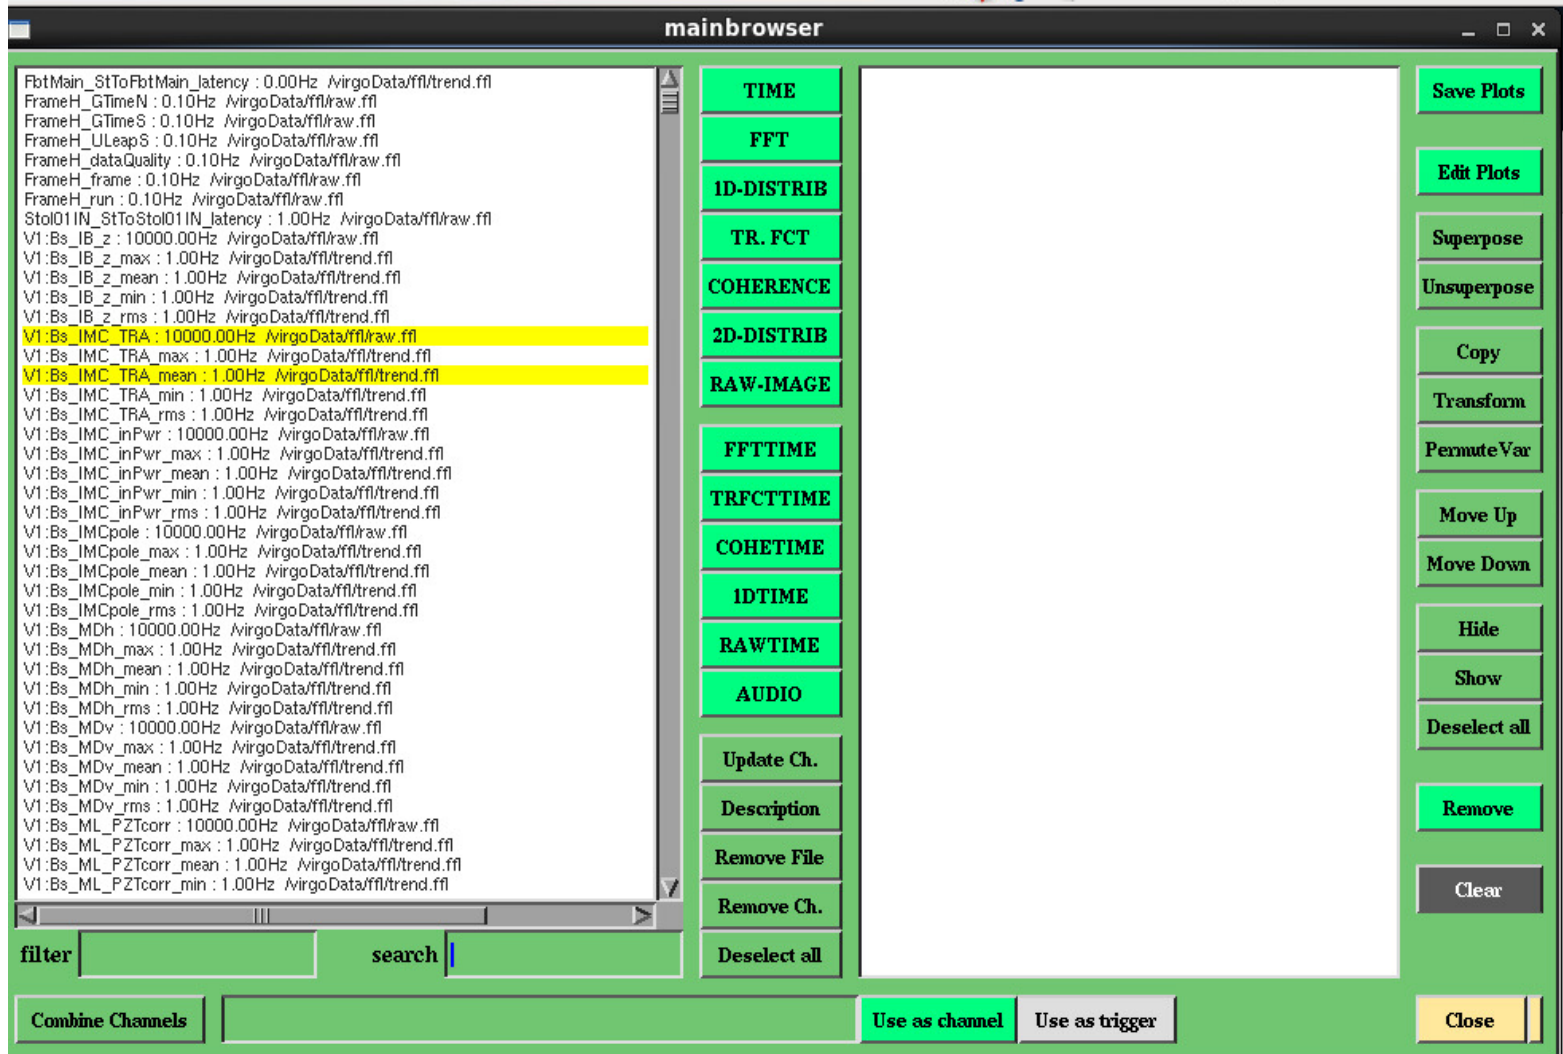 mainbrowser
FbtMain_StToFbtMain_latency : 0.00Hz /virgoData/ffl/trend.ffl
FrameH_GTimeN : 0.10Hz /virgoData/ffl/raw.ffl
FrameH_GTimeS : 0.10Hz /virgoData/ffl/raw.ffl
FrameH_ULeapS : 0.10Hz /virgoData/ffl/raw.ffl
FrameH_dataQuality : 0.10Hz /virgoData/ffl/raw.ffl
FrameH_frame : 0.10Hz /virgoData/ffl/raw.ffl
FrameH_run : 0.10Hz /virgoData/ffl/raw.ffl
Stol01IN_StToStol01IN_latency : 1.00Hz /virgoData/ffl/raw.ffl
V1:Bs_IB_z : 10000.00Hz /virgoData/ffl/raw.ffl
V1:Bs_IB_z_max : 1.00Hz /virgoData/ffl/trend.ffl
V1:Bs_IB_z_mean : 1.00Hz /virgoData/ffl/trend.ffl
V1:Bs_IB_z_min : 1.00Hz /virgoData/ffl/trend.ffl
V1:Bs_IB_z_rms : 1.00Hz /virgoData/ffl/trend.ffl
V1:Bs_IMC_TRA : 10000.00Hz /virgoData/ffl/raw.ffl
V1:Bs_IMC_TRA_max : 1.00Hz /virgoData/ffl/trend.ffl
V1:Bs_IMC_TRA_mean : 1.00Hz /virgoData/ffl/trend.ffl
V1:Bs_IMC_TRA_min : 1.00Hz /virgoData/ffl/trend.ffl
V1:Bs_IMC_TRA_rms : 1.00Hz /virgoData/ffl/trend.ffl
V1:Bs_IMC_inPwr : 10000.00Hz /virgoData/ffl/raw.ffl
V1:Bs_IMC_inPwr_max : 1.00Hz /virgoData/ffl/trend.ffl
V1:Bs_IMC_inPwr_mean : 1.00Hz /virgoData/ffl/trend.ffl
V1:Bs_IMC_inPwr_min : 1.00Hz /virgoData/ffl/trend.ffl
V1:Bs_IMC_inPwr_rms : 1.00Hz /virgoData/ffl/trend.ffl
V1:Bs_IMCpole : 10000.00Hz /virgoData/ffl/raw.ffl
V1:Bs_IMCpole_max : 1.00Hz /virgoData/ffl/trend.ffl
V1:Bs_IMCpole_mean : 1.00Hz /virgoData/ffl/trend.ffl
V1:Bs_IMCpole_min : 1.00Hz /virgoData/ffl/trend.ffl
V1:Bs_IMCpole_rms : 1.00Hz /virgoData/ffl/trend.ffl
V1:Bs_MDh : 10000.00Hz /virgoData/ffl/raw.ffl
V1:Bs_MDh_max : 1.00Hz /virgoData/ffl/trend.ffl
V1:Bs_MDh_mean : 1.00Hz /virgoData/ffl/trend.ffl
V1:Bs_MDh_min : 1.00Hz /virgoData/ffl/trend.ffl
V1:Bs_MDh_rms : 1.00Hz /virgoData/ffl/trend.ffl
V1:Bs_MDv : 10000.00Hz /virgoData/ffl/raw.ffl
V1:Bs_MDv_max : 1.00Hz /virgoData/ffl/trend.ffl
V1:Bs_MDv_mean : 1.00Hz /virgoData/ffl/trend.ffl
V1:Bs_MDv_min : 1.00Hz /virgoData/ffl/trend.ffl
V1:Bs_MDv_rms : 1.00Hz /virgoData/ffl/trend.ffl
V1:Bs_ML_PZTcorr : 10000.00Hz /virgoData/ffl/raw.ffl
V1:Bs_ML_PZTcorr_max : 1.00Hz /virgoData/ffl/trend.ffl
V1:Bs_ML_PZTcorr_mean : 1.00Hz /virgoData/ffl/trend.ffl
V1:Bs_ML_PZTcorr_min : 1.00Hz /virgoData/ffl/trend.ffl
filter
search
TIME
FFT
1D-DISTRIB
TR. FCT
COHERENCE
2D-DISTRIB
RAW-IMAGE
FFTTIME
TRFCTTIME
COHETIME
1DTIME
RAWTIME
AUDIO
Update Ch.
Description
Remove File
Remove Ch.
Deselect all
Save Plots
Edit Plots
Superpose
Unsuperpose
Copy
Transform
PermuteVar
Move Up
Move Down
Hide
Show
Deselect all
Remove
Clear
Combine Channels
Use as channel
Use as trigger
Close